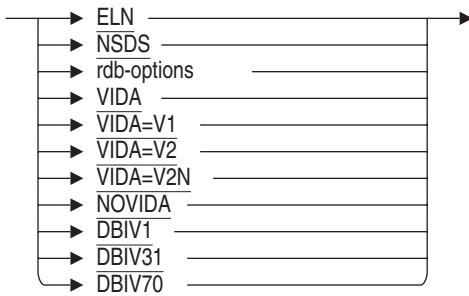 ELN
NSDS
rdb-options
VIDA
VIDA=V1
VIDA=V2
VIDA=V2N
NOVIDA
DBIV1
DBIV31
DBIV70